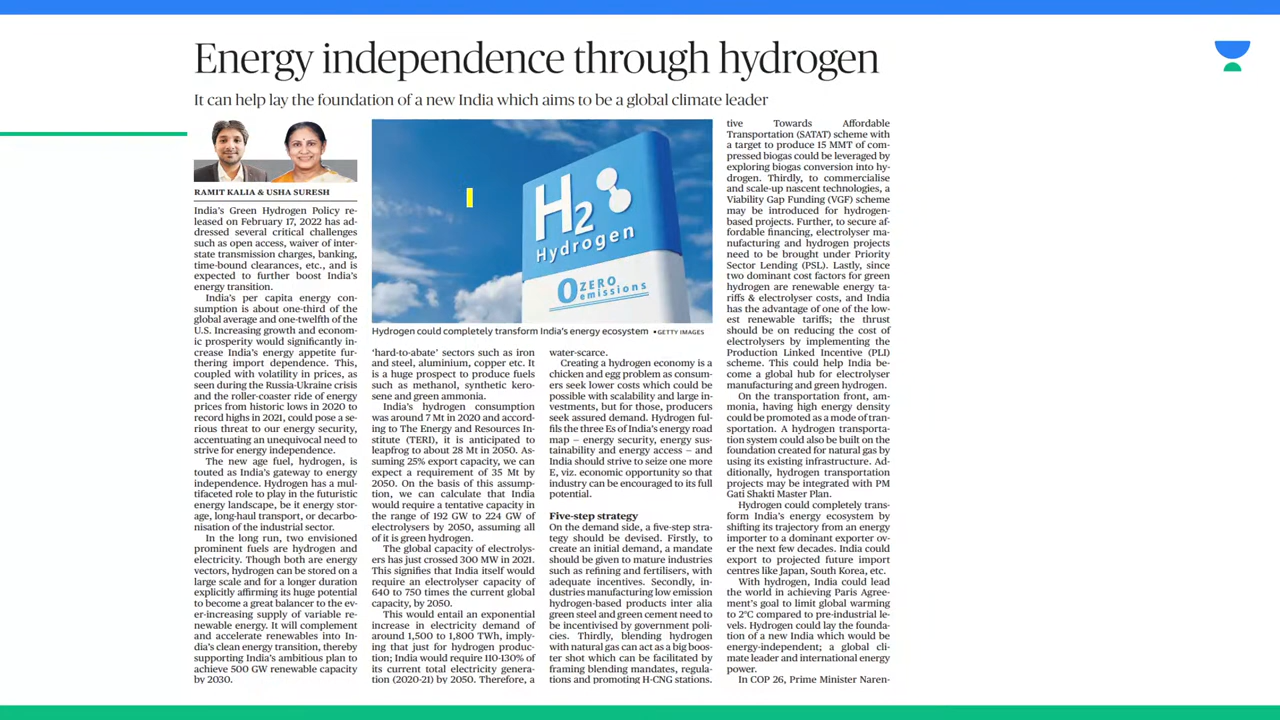 Energy independence through hydrogen
It can help lay the foundation of a new India which aims to be a global climate leader
RAMIT KALIA & USHA SURESH
India's Green Hydrogen Policy re-
leased on February 17, 2022 has ad-
dressed several critical challenges
such as open access, waiver of inter-
state transmission charges, banking,
time-bound clearances, etc., and is
expected to further boost India's
energy transition.
India's per capita energy con-
sumption is about one-third of the
global average and one-twelfth of the
U.S. Increasing growth and econom-
ic prosperity would significantly in-
crease India's energy appetite fur-
thering import dependence. This,
coupled with volatility in prices, as
seen during the Russia-Ukraine crisis
and the roller-coaster ride of energy
prices from historic lows in 2020 to
record highs in 2021, could pose a se-
rious threat to our energy security,
accentuating an unequivocal need to
strive for energy independence.
The new age fuel, hydrogen, is
touted as India's gateway to energy
independence. Hydrogen has a mul-
tifaceted role to play in the futuristic
energy landscape, be it energy stor-
age, long-haul transport, or decarbo-
nisation of the industrial sector.
In the long run, two envisioned
prominent fuels are hydrogen and
electricity. Though both are energy
vectors, hydrogen can be stored on a
large scale and for a longer duration
explicitly affirming its huge potential
to become a great balancer to the ev-
er-increasing supply of variable re-
newable energy. It will complement
and accelerate renewables into In-
dia's clean energy transition, thereby
supporting India's ambitious plan to
achieve 500 GW renewable capacity
by 2030.
H2
Hydrogen
0 ZERO
emissions
Hydrogen could completely transform India's energy ecosystem •GETTY IMAGES
'hard-to-abate' sectors such as iron
and steel, aluminium, copper etc. It
is a huge prospect to produce fuels
such as methanol, synthetic kero-
sene and green ammonia.
India's hydrogen consumption
was around 7 Mt in 2020 and accord-
ing to The Energy and Resources In-
stitute (TERI), it is anticipated to
leapfrog to about 28 Mt in 2050. As-
suming 25% export capacity, we can
expect a requirement of 35 Mt by
2050. On the basis of this assump-
tion, we can calculate that India
would require a tentative capacity in
the range of 192 GW to 224 GW of
electrolysers by 2050, assuming all
of it is green hydrogen.
The global capacity of electrolys-
ers has just crossed 300 MW in 2021.
This signifies that India itself would
require an electrolyser capacity of
640 to 750 times the current global
capacity, by 2050.
This would entail an exponential
increase in electricity demand of
around 1,500 to 1,800 TWh, imply-
ing that just for hydrogen produc-
tion; India would require 110-130% of
its current total electricity genera-
tion (2020-21) by 2050. Therefore, a
water-scarce.
Creating a hydrogen economy is a
chicken and egg problem as consum-
ers seek lower costs which could be
possible with scalability and large in-
vestments, but for those, producers
seek assured demand. Hydrogen ful-
fils the three Es of India's energy road
map – energy security, energy sus-
tainability and energy access – and
India should strive to seize one more
E, viz. economic opportunity so that
industry can be encouraged to its full
potential.
Five-step strategy
On the demand side, a five-step stra-
tegy should be devised. Firstly, to
create an initial demand, a mandate
should be given to mature industries
such as refining and fertilisers, with
adequate incentives. Secondly, in-
dustries manufacturing low emission
hydrogen-based products inter alia
green steel and green cement need to
be incentivised by government poli-
cies. Thirdly, blending hydrogen
with natural gas can act as a big boos-
ter shot which can be facilitated by
framing blending mandates, regula-
tions and promoting H-CNG stations.
tive Towards Affordable
Transportation (SATAT) scheme with
a target to produce 15 MMT of com-
pressed biogas could be leveraged by
exploring biogas conversion into hy-
drogen. Thirdly, to commercialise
and scale-up nascent technologies, a
Viability Gap Funding (VGF) scheme
may be introduced for hydrogen-
based projects. Further, to secure af-
fordable financing, electrolyser ma-
nufacturing and hydrogen projects
need to be brought under Priority
Sector Lending (PSL). Lastly, since
two dominant cost factors for green
hydrogen are renewable energy ta-
riffs & electrolyser costs, and India
has the advantage of one of the low-
est renewable tariffs; the thrust
should be on reducing the cost of
electrolysers by implementing the
Production Linked Incentive (PLI)
scheme. This could help India be-
come a global hub for electrolyser
manufacturing and green hydrogen.
On the transportation front, am-
monia, having high energy density
could be promoted as a mode of tran-
sportation. A hydrogen transporta-
tion system could also be built on the
foundation created for natural gas by
using its existing infrastructure. Ad-
ditionally, hydrogen transportation
projects may be integrated with PM
Gati Shakti Master Plan.
Hydrogen could completely trans-
form India's energy ecosystem by
shifting its trajectory from an energy
importer to a dominant exporter ov-
er the next few decades. India could
export to projected future import
centres like Japan, South Korea, etc.
With hydrogen, India could lead
the world in achieving Paris Agree-
ment's goal to limit global warming
to 2°C compared to pre-industrial le-
vels. Hydrogen could lay the founda-
tion of a new India which would be
energy-independent; a global cli-
mate leader and international energy
power.
In COP 26, Prime Minister Naren-